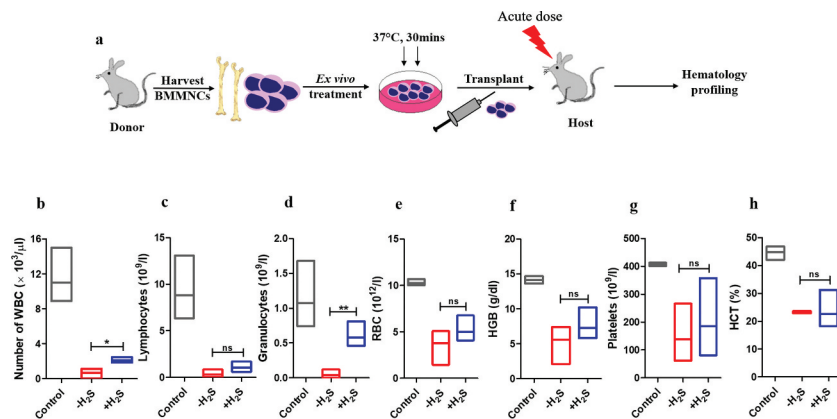 a
Acute dose
37°C, 30mins
Harvest
BMMNCs
Ex vivo
treatment
Transplant
Hematology
profiling
Donor
Host
b
Number of WBC (× 10³/µl)
16
12
8
4
0
*
Control
-H₂S
+H₂S
c
Lymphocytes (10⁹/l)
15
10
5
0
ns
Control
-H₂S
+H₂S
d
Granulocytes (10⁹/l)
2.0
1.5
1.0
0.5
0.0
**
Control
-H₂S
+H₂S
e
RBC (10¹²/l)
15
10
5
0
ns
Control
-H₂S
+H₂S
f
HGB (g/dl)
20
15
10
5
0
ns
Control
-H₂S
+H₂S
g
Platelets (10⁹/l)
500
400
300
200
100
0
ns
Control
-H₂S
+H₂S
h
HCT (%)
60
40
20
0
ns
Control
-H₂S
+H₂S